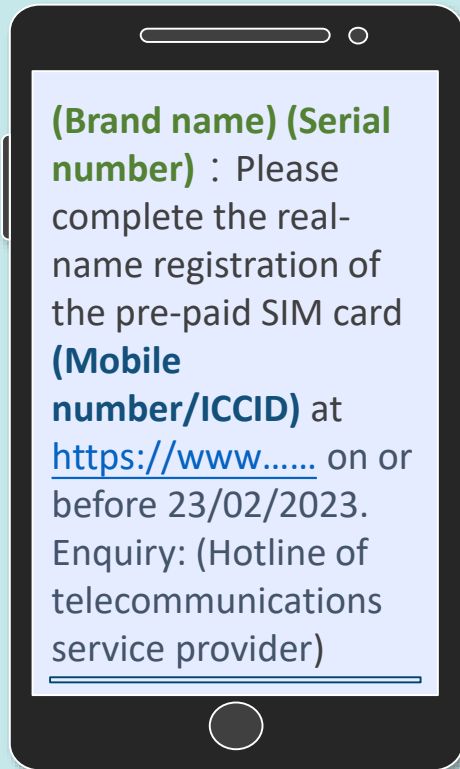 (Brand name) (Serial
number)：Please
complete the real-
name registration of
the pre-paid SIM card
(Mobile
number/ICCID) at
https://www...... on or
before 23/02/2023.
Enquiry: (Hotline of
telecommunications
service provider)